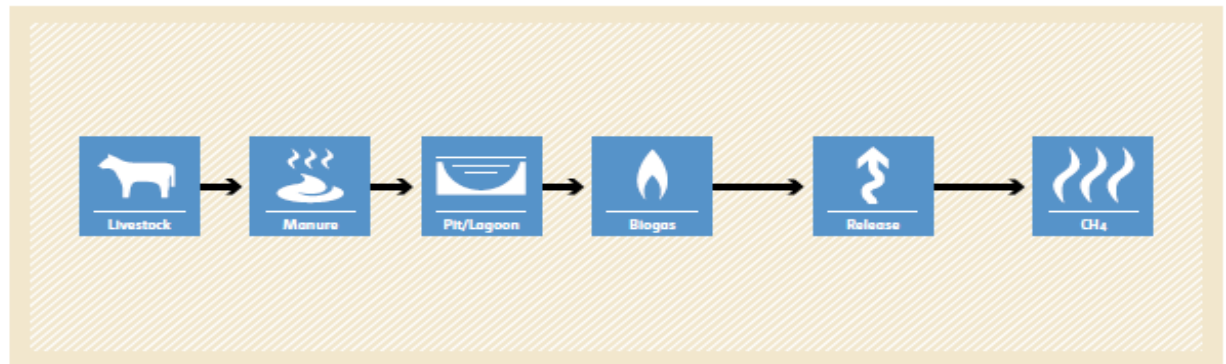 Livestock
Manure
Pit/Lagoon
Biogas
Release
CH4